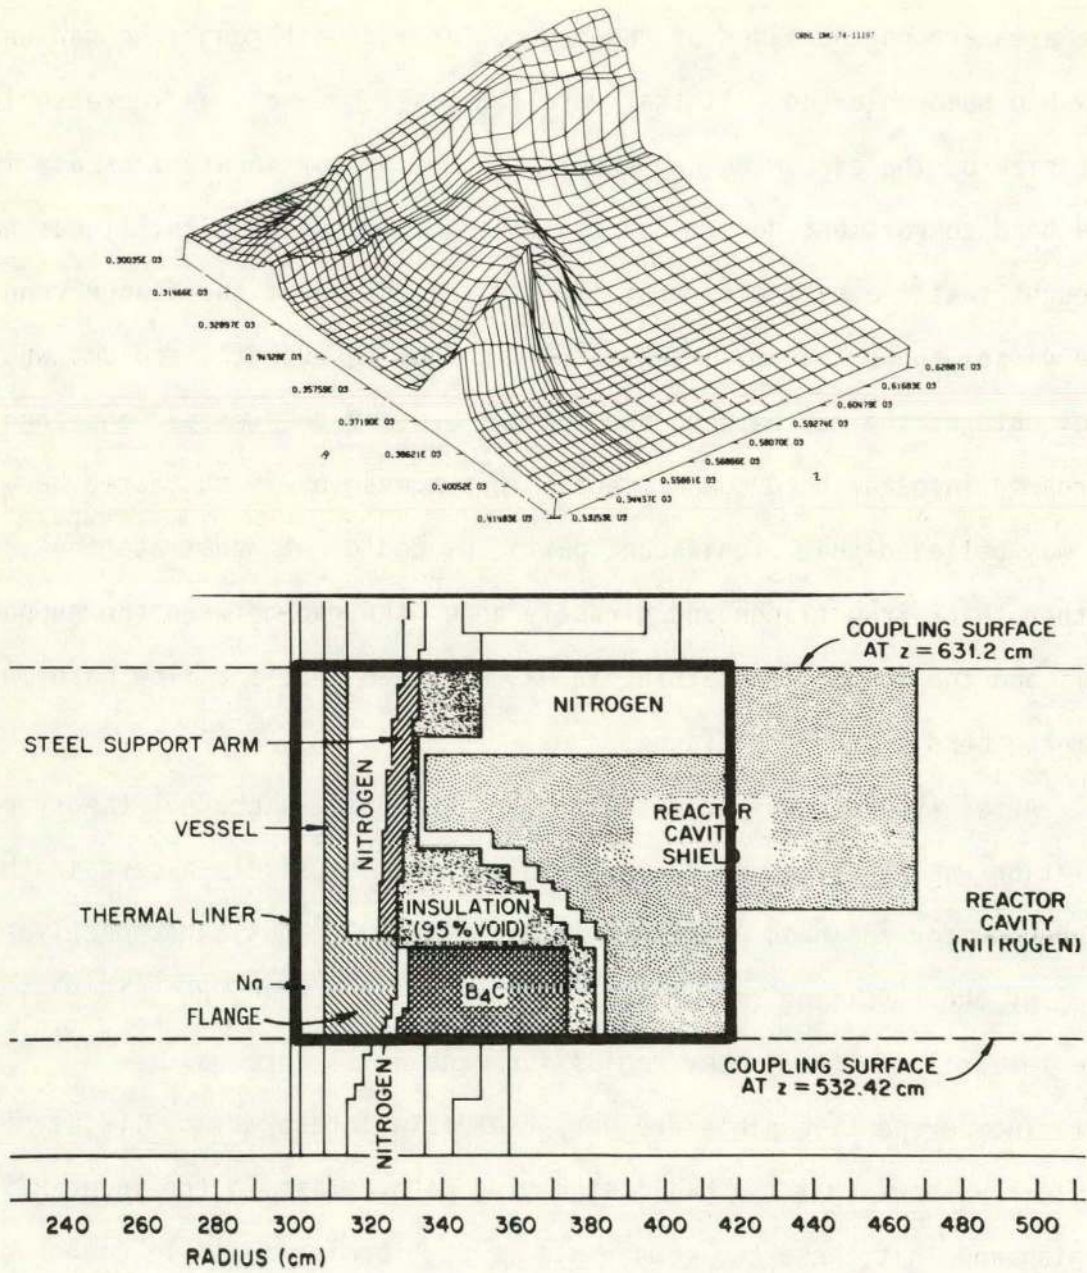 ORNL DWG 74-11197
0.30035E 03
0.31466E 03
0.32897E 03
0.34328E 03
0.35759E 03
0.37190E 03
0.38621E 03
0.40052E 03
0.41483E 03
0.53253E 03
0.54457E 03
0.55661E 03
0.56866E 03
0.58070E 03
0.59274E 03
0.60479E 03
0.61683E 03
0.62887E 03
R
Z
COUPLING SURFACE
AT z = 631.2 cm
NITROGEN
STEEL SUPPORT ARM
NITROGEN
VESSEL
REACTOR
CAVITY
SHIELD
THERMAL LINER
INSULATION
(95% VOID)
REACTOR
CAVITY
(NITROGEN)
Na
B4C
FLANGE
COUPLING SURFACE
AT z = 532.42 cm
NITROGEN
240 260 280 300 320 340 360 380 400 420 440 460 480 500
RADIUS (cm)